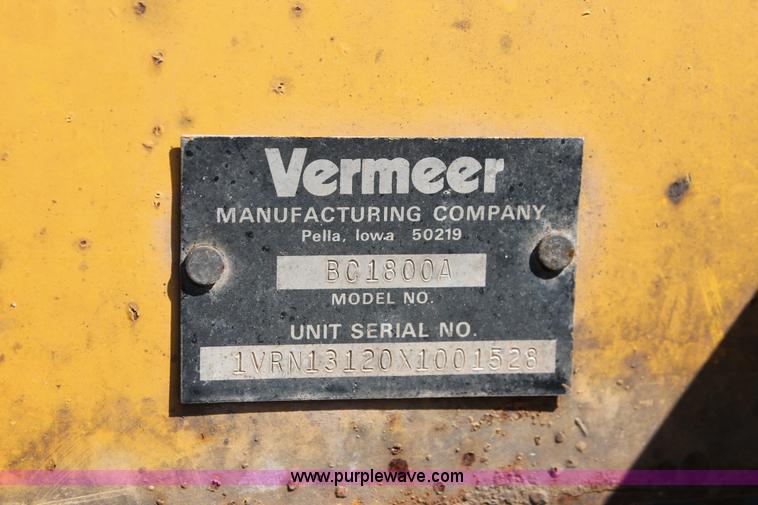 Vermeer
MANUFACTURING COMPANY
Pella, Iowa 50219
BC1800A
MODEL NO.
UNIT SERIAL NO.
1VRN13120X1001528
www.purplewave.com